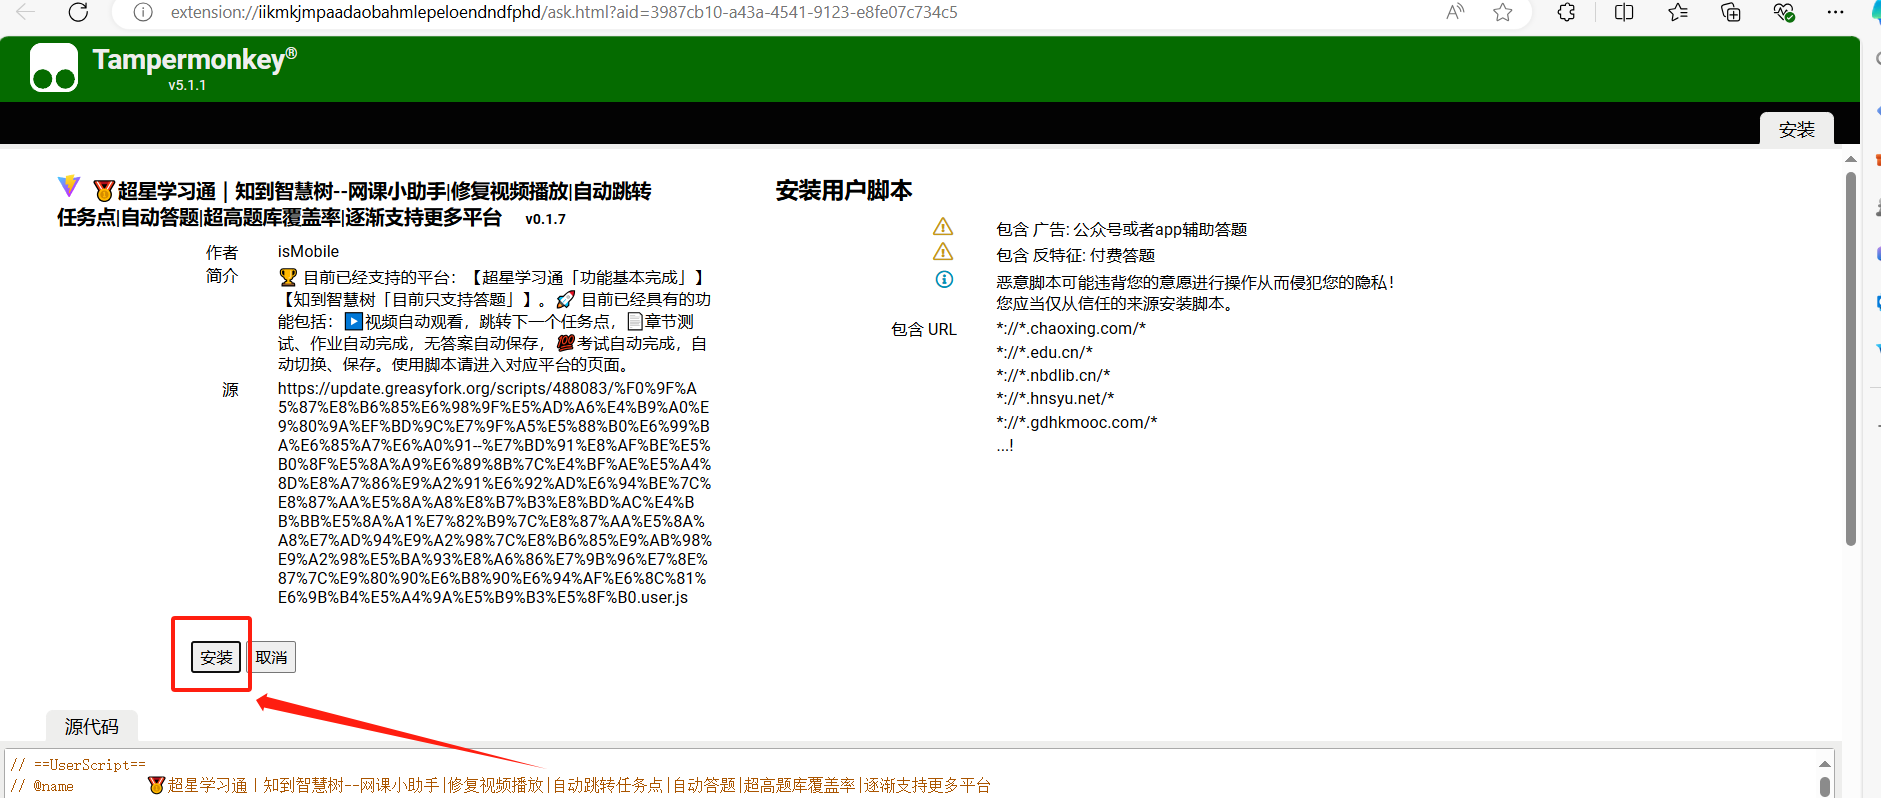 extension://iikmkjmpaadaobahmlepeloendndfphd/ask.html?aid=3987cb10-a43a-4541-9123-e8fe07c734c5
Tampermonkey®
v5.1.1
安装
🥇超星学习通｜知到智慧树--网课小助手|修复视频播放|自动跳转
任务点|自动答题|超高题库覆盖率|逐渐支持更多平台 v0.1.7
作者 isMobile
简介 🏆 目前已经支持的平台：【超星学习通「功能基本完成」】
【知到智慧树「目前只支持答题」】。🚀 目前已经具有的功
能包括：▶️视频自动观看，跳转下一个任务点，📄章节测
试、作业自动完成，无答案自动保存，💯考试自动完成，自
动切换、保存。使用脚本请进入对应平台的页面。
源 https://update.greasyfork.org/scripts/488083/%F0%9F%A
5%87%E8%B6%85%E6%98%9F%E5%AD%A6%E4%B9%A0%E
9%80%9A%EF%BD%9C%E7%9F%A5%E5%88%B0%E6%99%B
A%E6%85%A7%E6%A0%91--%E7%BD%91%E8%AF%BE%E5%
B0%8F%E5%8A%A9%E6%89%8B%7C%E4%BF%AE%E5%A4%
8D%E8%A7%86%E9%A2%91%E6%92%AD%E6%94%BE%7C%
E8%87%AA%E5%8A%A8%E8%B7%B3%E8%BD%AC%E4%B
B%BB%E5%8A%A1%E7%82%B9%7C%E8%87%AA%E5%8A%
A8%E7%AD%94%E9%A2%98%7C%E8%B6%85%E9%AB%98%
E9%A2%98%E5%BA%93%E8%A6%86%E7%9B%96%E7%8E%
87%7C%E9%80%90%E6%B8%90%E6%94%AF%E6%8C%81%
E6%9B%B4%E5%A4%9A%E5%B9%B3%E5%8F%B0.user.js
安装用户脚本
包含 广告: 公众号或者app辅助答题
包含 反特征: 付费答题
恶意脚本可能违背您的意愿进行操作从而侵犯您的隐私！
您应当仅从信任的来源安装脚本。
包含 URL *://*.chaoxing.com/*
*://*.edu.cn/*
*://*.nbdlib.cn/*
*://*.hnsyu.net/*
*://*.gdhkmooc.com/*
...!
安装 取消
源代码
// ==UserScript==
// @name 🥇超星学习通｜知到智慧树--网课小助手|修复视频播放|自动跳转任务点|自动答题|超高题库覆盖率|逐渐支持更多平台